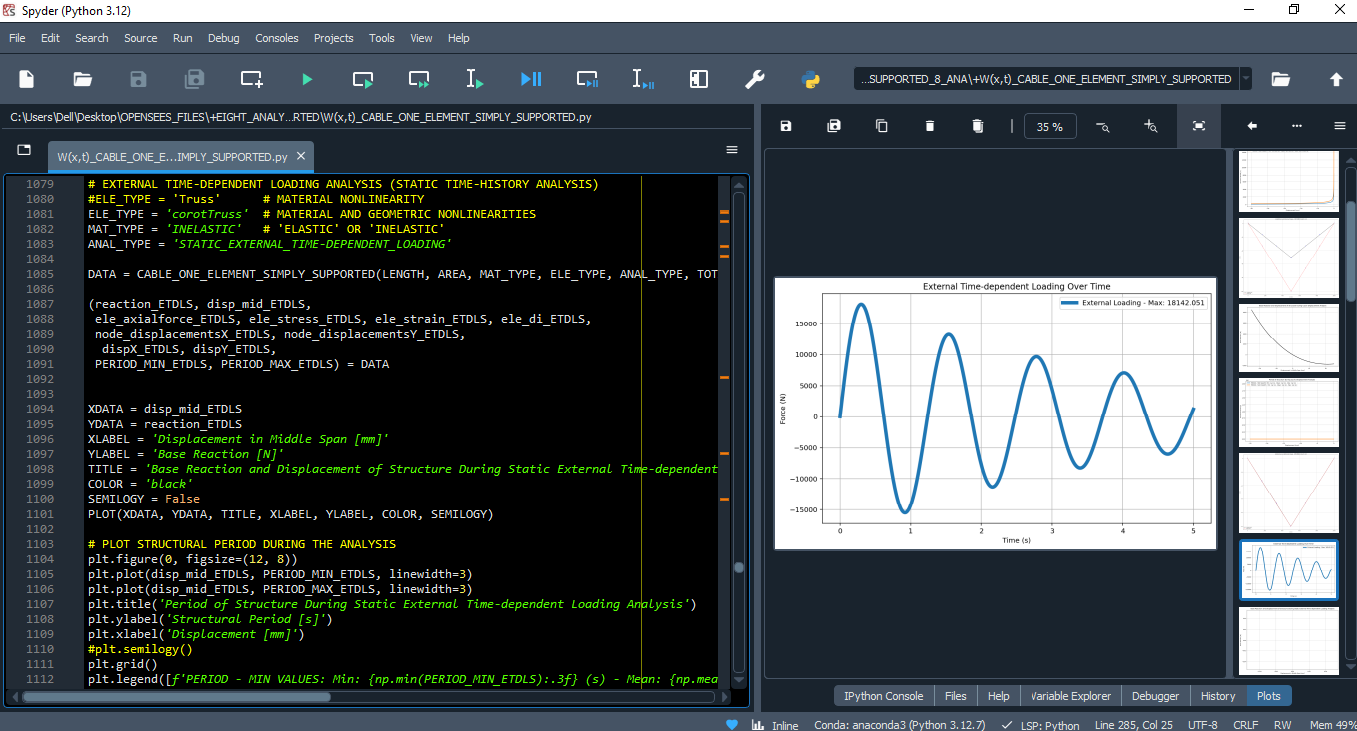 Spyder (Python 3.12)
File Edit Search Source Run Debug Consoles Projects Tools View Help
...SUPPORTED_8_ANA\+W(x,t)_CABLE_ONE_ELEMENT_SIMPLY_SUPPORTED
C:\Users\Dell\Desktop\OPENSEES_FILES\+EIGHT_ANALY...RTED\W(x,t)_CABLE_ONE_ELEMENT_SIMPLY_SUPPORTED.py
W(x,t)_CABLE_ONE_E...IMPLY_SUPPORTED.py
1079 # EXTERNAL TIME-DEPENDENT LOADING ANALYSIS (STATIC TIME-HISTORY ANALYSIS)
1080 #ELE_TYPE = 'Truss' # MATERIAL NONLINEARITY
1081 ELE_TYPE = 'corotTruss' # MATERIAL AND GEOMETRIC NONLINEARITIES
1082 MAT_TYPE = 'INELASTIC' # 'ELASTIC' OR 'INELASTIC'
1083 ANAL_TYPE = 'STATIC_EXTERNAL_TIME-DEPENDENT_LOADING'
1084
1085 DATA = CABLE_ONE_ELEMENT_SIMPLY_SUPPORTED(LENGTH, AREA, MAT_TYPE, ELE_TYPE, ANAL_TYPE, TOT
1086
1087 (reaction_ETDLS, disp_mid_ETDLS,
1088 ele_axialforce_ETDLS, ele_stress_ETDLS, ele_strain_ETDLS, ele_di_ETDLS,
1089 node_displacementsX_ETDLS, node_displacementsY_ETDLS,
1090 dispX_ETDLS, dispY_ETDLS,
1091 PERIOD_MIN_ETDLS, PERIOD_MAX_ETDLS) = DATA
1092
1093
1094 XDATA = disp_mid_ETDLS
1095 YDATA = reaction_ETDLS
1096 XLABEL = 'Displacement in Middle Span [mm]'
1097 YLABEL = 'Base Reaction [N]'
1098 TITLE = 'Base Reaction and Displacement of Structure During Static External Time-dependent
1099 COLOR = 'black'
1100 SEMILOGY = False
1101 PLOT(XDATA, YDATA, TITLE, XLABEL, YLABEL, COLOR, SEMILOGY)
1102
1103 # PLOT STRUCTURAL PERIOD DURING THE ANALYSIS
1104 plt.figure(0, figsize=(12, 8))
1105 plt.plot(disp_mid_ETDLS, PERIOD_MIN_ETDLS, linewidth=3)
1106 plt.plot(disp_mid_ETDLS, PERIOD_MAX_ETDLS, linewidth=3)
1107 plt.title('Period of Structure During Static External Time-dependent Loading Analysis')
1108 plt.ylabel('Structural Period [s]')
1109 plt.xlabel('Displacement [mm]')
1110 #plt.semilogy()
1111 plt.grid()
1112 plt.legend([f'PERIOD - MIN VALUES: Min: {np.min(PERIOD_MIN_ETDLS):.3f} (s) - Mean: {np.mea
35 %
External Time-dependent Loading Over Time
External Loading - Max: 18142.051
15000
10000
5000
0
−5000
−10000
−15000
Force (N)
0 1 2 3 4 5
Time (s)
IPython Console Files Help Variable Explorer Debugger History Plots
Inline Conda: anaconda3 (Python 3.12.7) LSP: Python Line 285, Col 25 UTF-8 CRLF RW Mem 49%